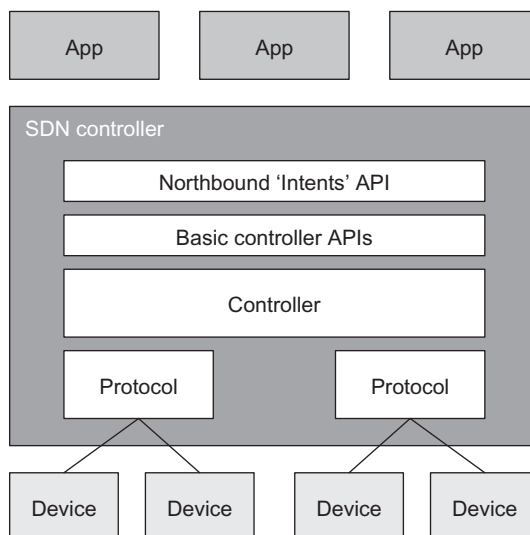 App App App
SDN controller
Northbound ‘Intents’ API
Basic controller APIs
Controller
Protocol Protocol
Device Device Device Device